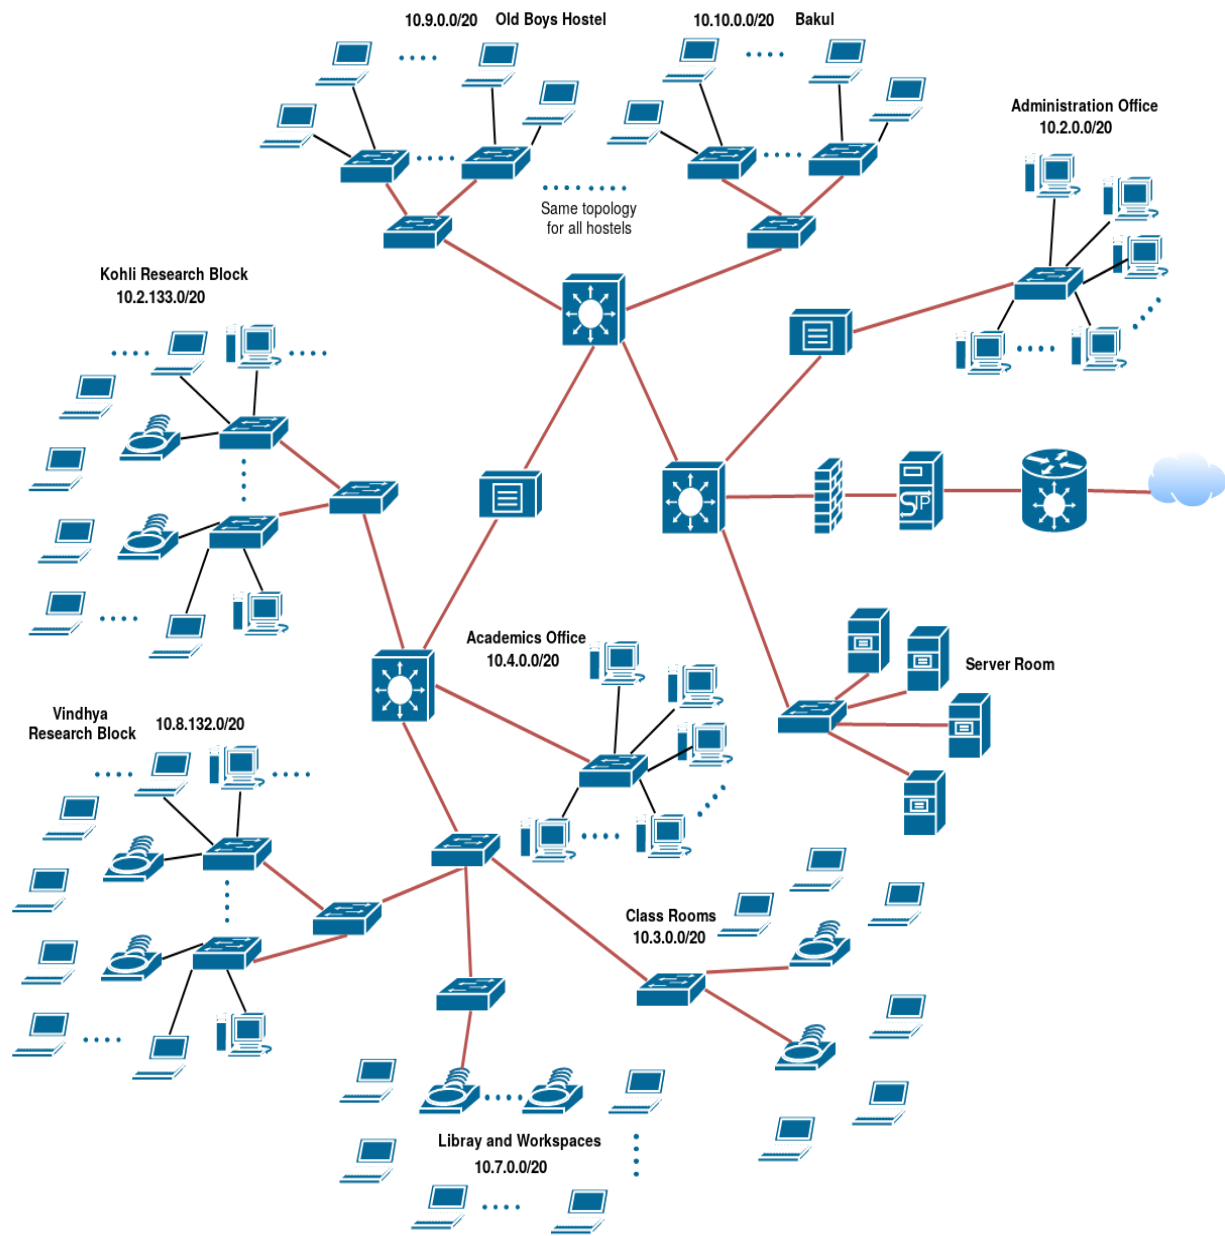 10.9.0.0/20 Old Boys Hostel
10.10.0.0/20 Bakul
Administration Office
10.2.0.0/20
Same topology
for all hostels
Kohli Research Block
10.2.133.0/20
SIP
Academics Office
10.4.0.0/20
Server Room
Vindhya
Research Block
10.8.132.0/20
Class Rooms
10.3.0.0/20
Libray and Workspaces
10.7.0.0/20